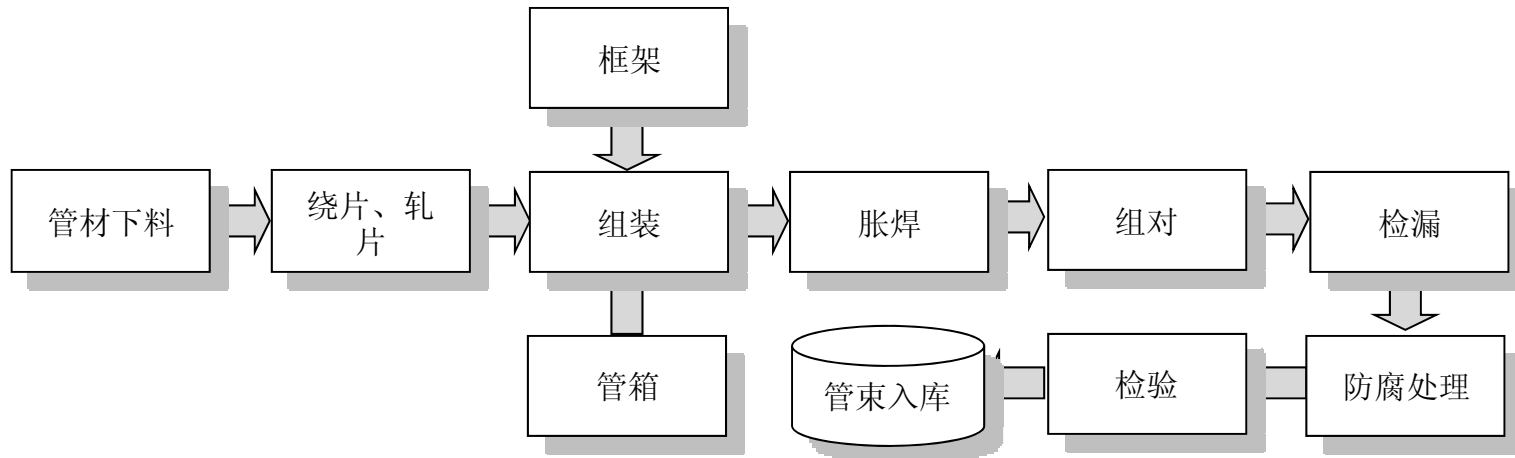 框架
管材下料
绕片、轧
片
组装
胀焊
组对
检漏
管箱
管束入库
检验
防腐处理